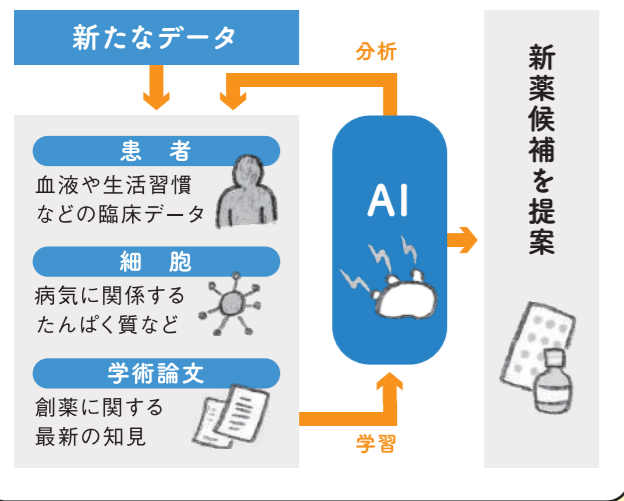 新たなデータ
分析
患 者
血液や生活習慣
などの臨床データ
細 胞
病気に関係する
たんぱく質など
学術論文
創薬に関する
最新の知見
学習
AI
新薬候補を提案